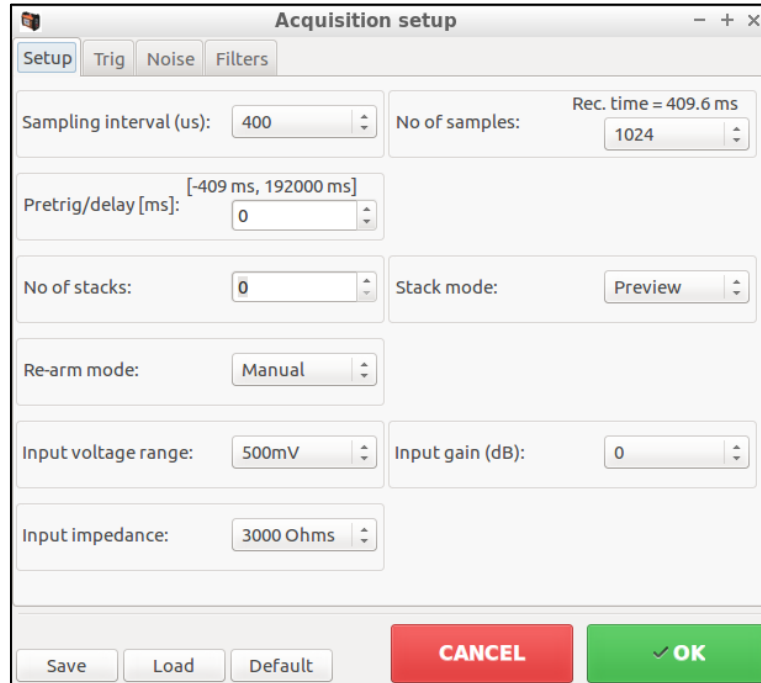 Acquisition setup
Setup Trig Noise Filters
Rec. time = 409.6 ms
Sampling interval (us): 400 No of samples: 1024
[-409 ms, 192000 ms]
Pretrig/delay [ms]: 0
No of stacks: 0 Stack mode: Preview
Re-arm mode: Manual
Input voltage range: 500mV Input gain (dB): 0
Input impedance: 3000 Ohms
Save Load Default CANCEL OK